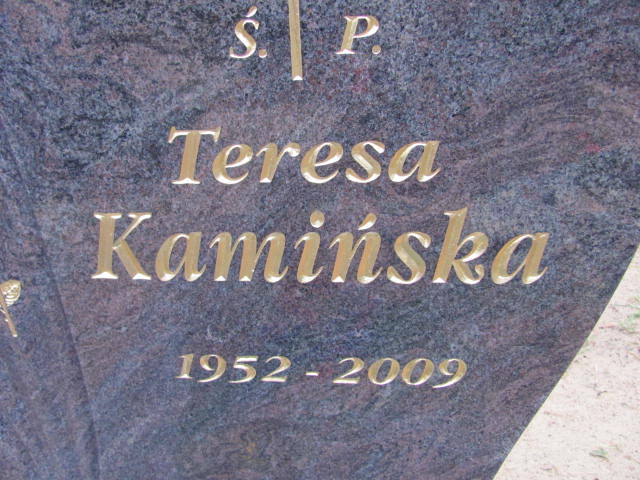 Ś. P.
Teresa
Kamińska
1952 - 2009